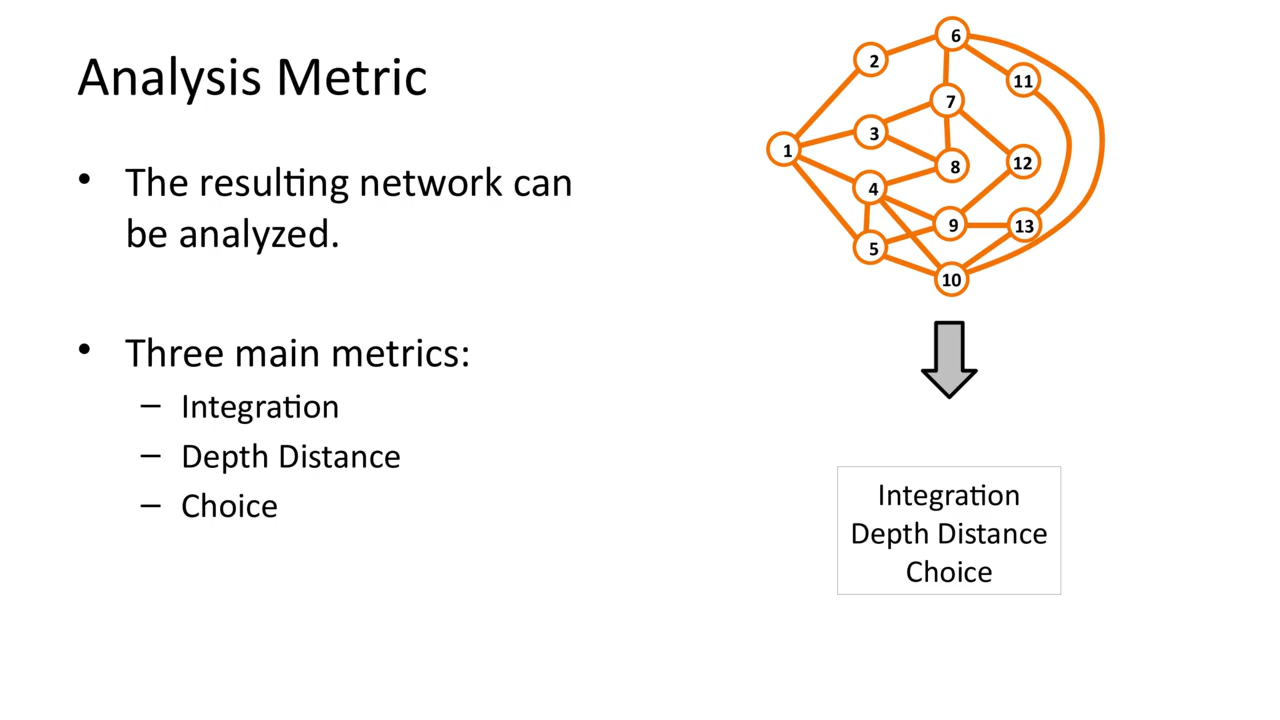 Analysis Metric
• The resulting network can
be analyzed.
• Three main metrics:
– Integration
– Depth Distance
– Choice
6
2
11
7
3
1
12
8
4
9
13
5
10
Integration
Depth Distance
Choice